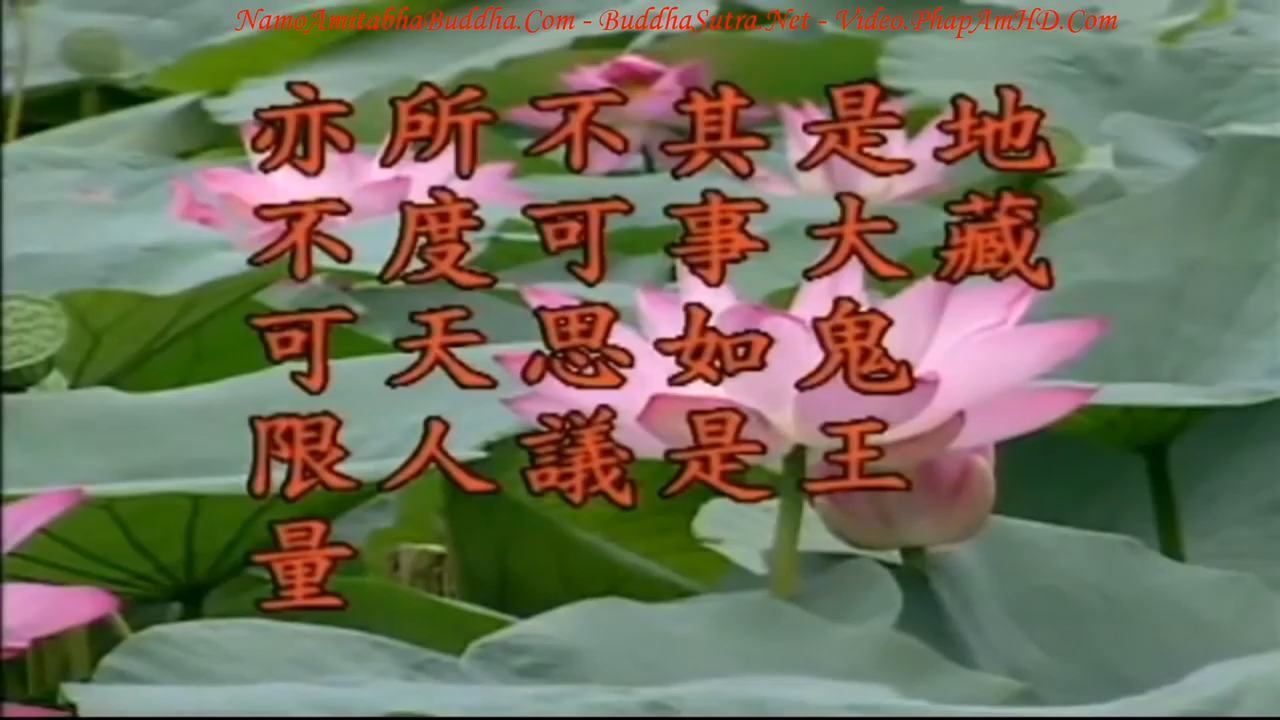 NamoAmitabhaBuddha.Com - BuddhaSutra.Net - Video.PhapAmHD.Com
地藏
是大鬼王
其事如是
不可思議
所度天人
亦不可限量